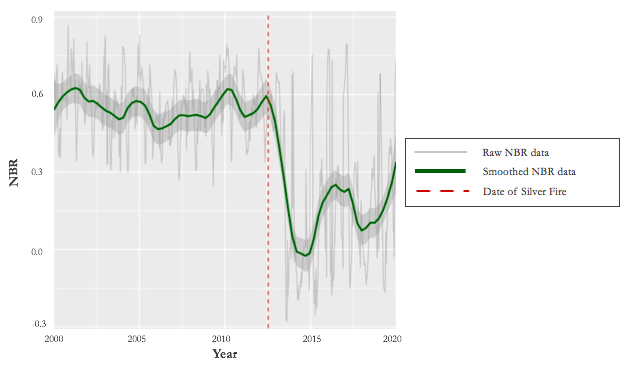 0.9
0.6
0.3
0.0
-0.3
NBR
2000
2005
2010
2015
2020
Year
Raw NBR data
Smoothed NBR data
Date of Silver Fire